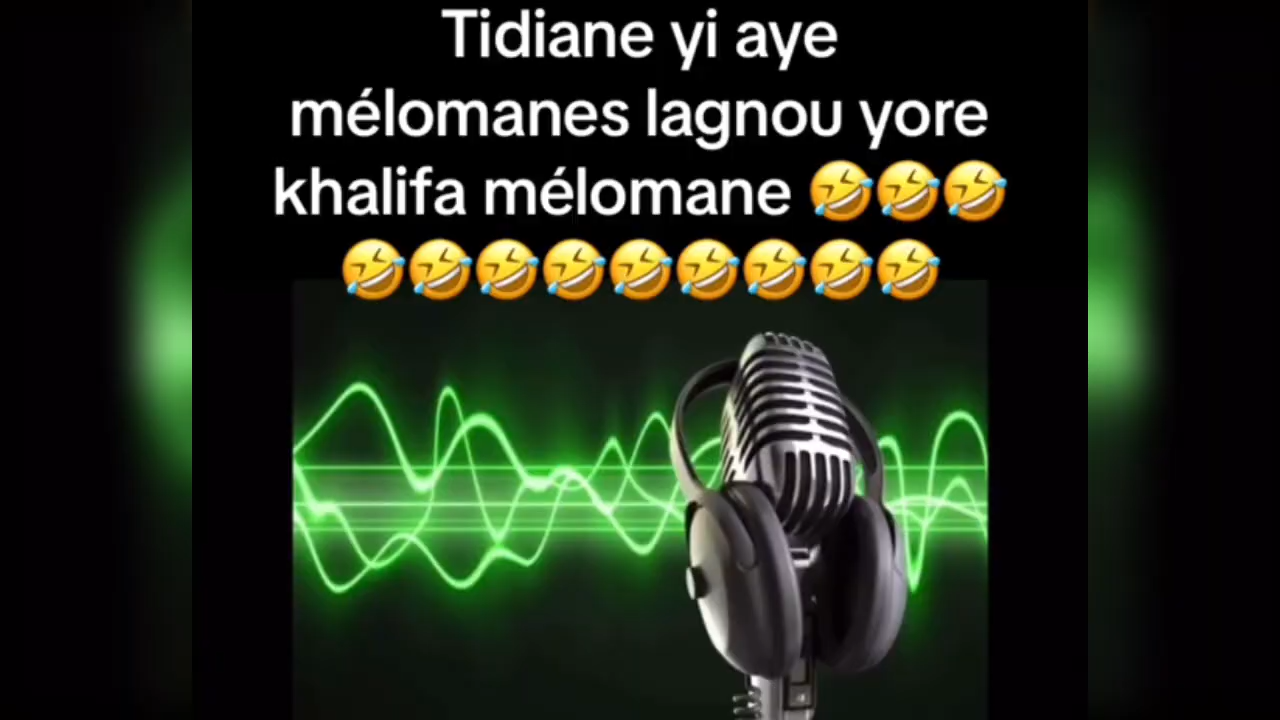 Tidiane yi aye
mélomanes lagnou yore
khalifa mélomane 🤣🤣🤣
🤣🤣🤣🤣🤣🤣🤣🤣🤣